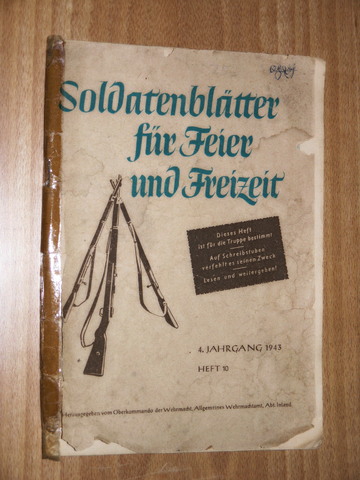 Soldatenblätter
für Feier
und Freizeit
Dieses Heft
ist für die Truppe bestimmt
Auf Schreibstuben
verfehlt es seinen Zweck
Lesen und weitergeben!
4. JAHRGANG 1943
HEFT 10
Herausgegeben vom Oberkommando der Wehrmacht, Allgemeines Wehrmachtamt, Abt. Inland.